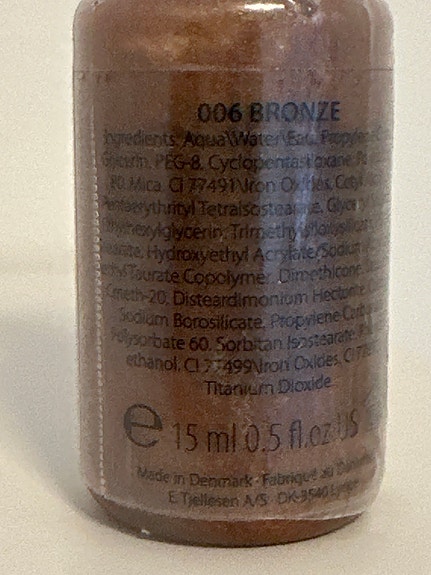 006 BRONZE
Ingredients: Aqua\Water\Eau, Propylene
Glycerin, PEG-8, Cyclopentasiloxane,
Mica, CI 77491\Iron Oxides, Cetyl
Pentaerythrityl Tetraisostearate,
Ethylhexylglycerin, Trimethylsiloxysilicate
Hydroxyethyl Acrylate/Sodium
Taurate Copolymer, Dimethicone
Ceteth-20, Disteardimonium Hectorite,
Sodium Borosilicate, Propylene Carbonate
Polysorbate 60, Sorbitan Isostearate,
ethanol, CI 77499\Iron Oxides, CI
Titanium Dioxide
e 15 ml 0.5 fl.oz US
Made in Denmark · Fabriqué au
E. Tjellesen A/S DK-3540